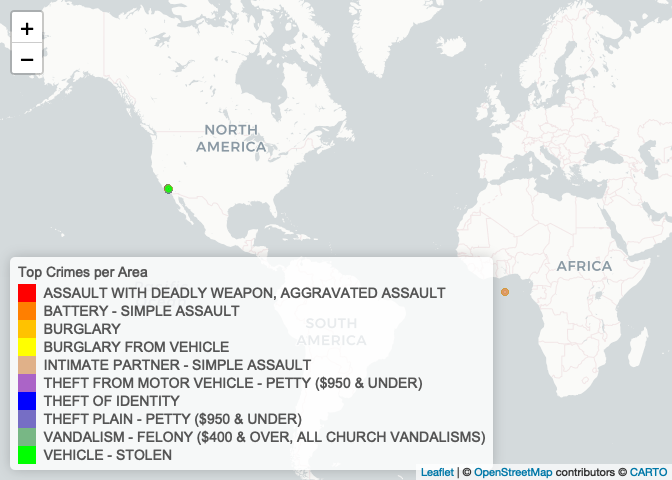 +
−
NORTH
AMERICA
AFRICA
SOUTH
AMERICA
Top Crimes per Area
ASSAULT WITH DEADLY WEAPON, AGGRAVATED ASSAULT
BATTERY - SIMPLE ASSAULT
BURGLARY
BURGLARY FROM VEHICLE
INTIMATE PARTNER - SIMPLE ASSAULT
THEFT FROM MOTOR VEHICLE - PETTY ($950 & UNDER)
THEFT OF IDENTITY
THEFT PLAIN - PETTY ($950 & UNDER)
VANDALISM - FELONY ($400 & OVER, ALL CHURCH VANDALISMS)
VEHICLE - STOLEN
Leaflet | © OpenStreetMap contributors © CARTO